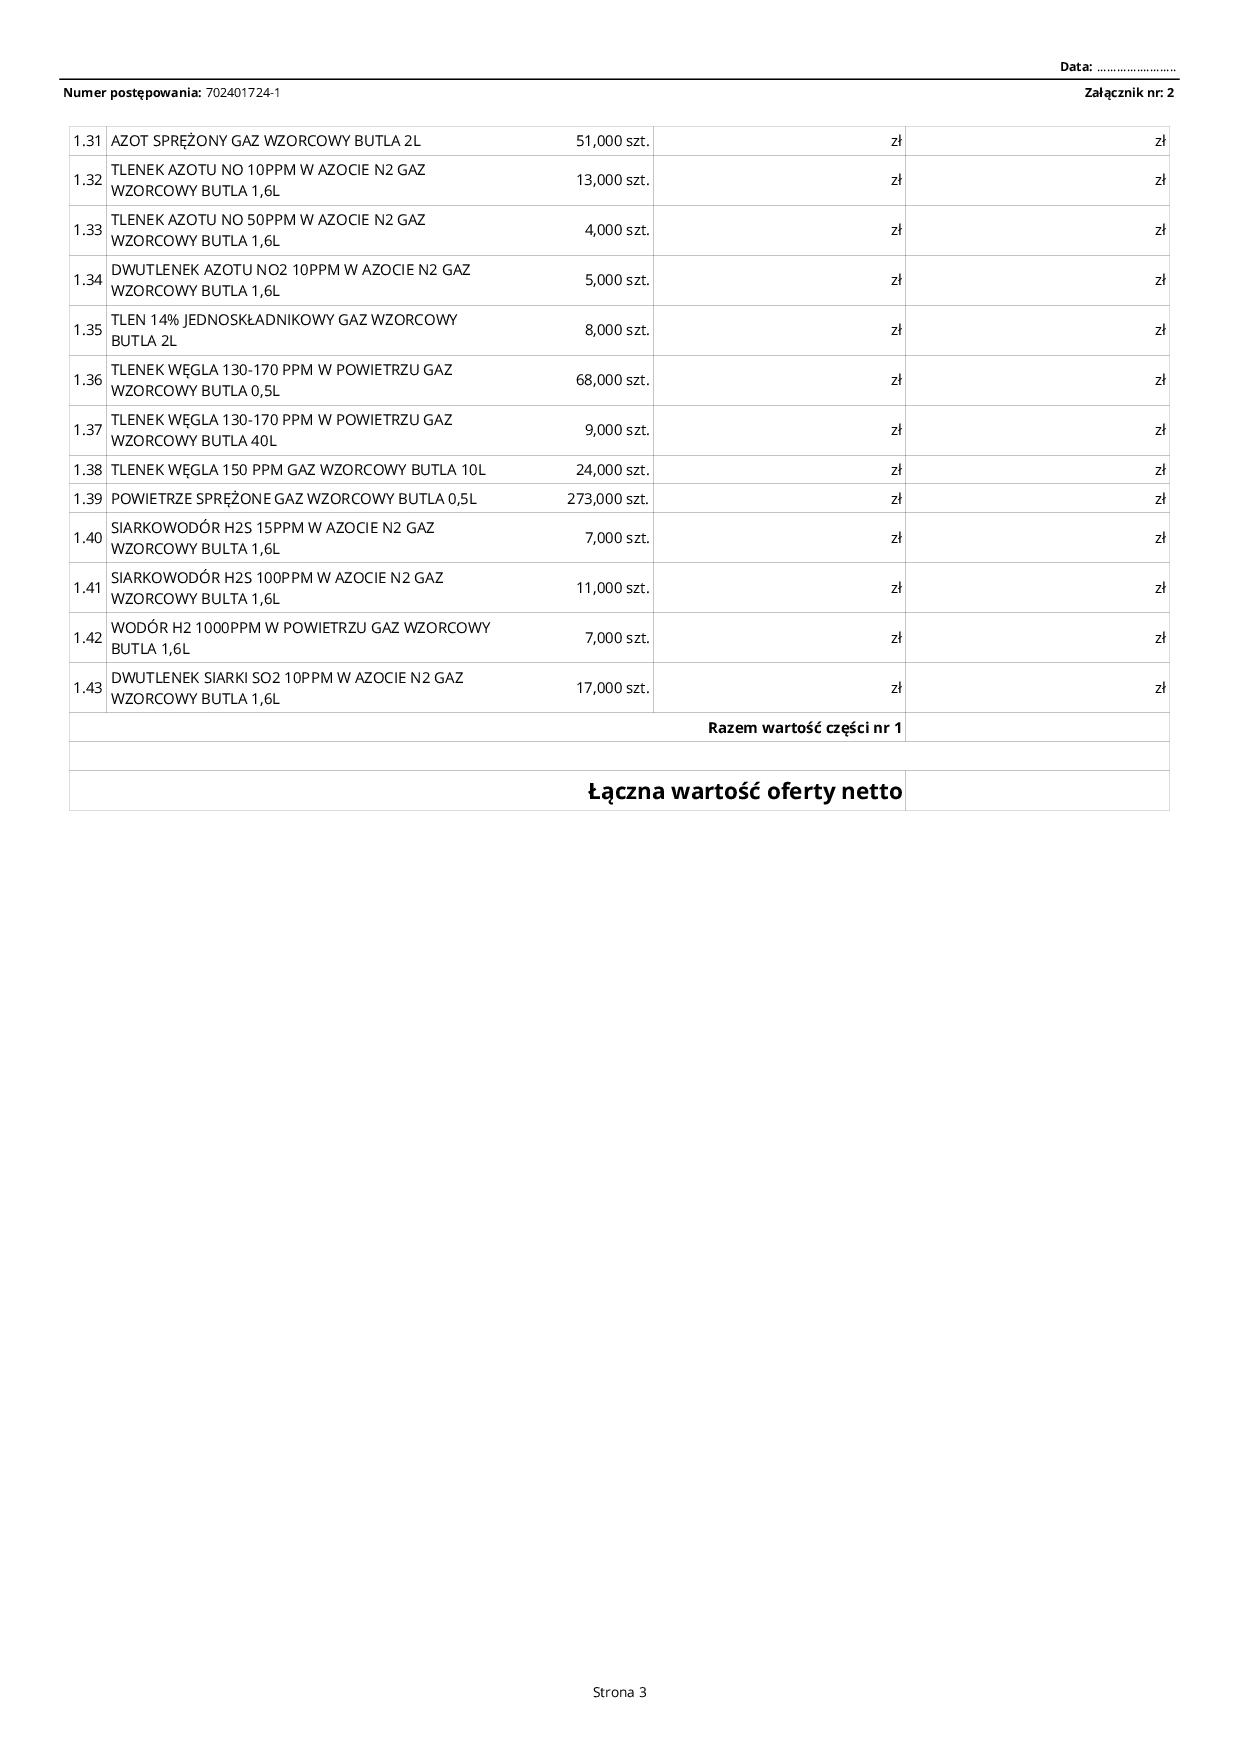 Data: ........................
Numer postępowania: 702401724-1 Załącznik nr: 2
1.31 AZOT SPRĘŻONY GAZ WZORCOWY BUTLA 2L 51,000 szt. zł zł
1.32 TLENEK AZOTU NO 10PPM W AZOCIE N2 GAZ
WZORCOWY BUTLA 1,6L 13,000 szt. zł zł
1.33 TLENEK AZOTU NO 50PPM W AZOCIE N2 GAZ
WZORCOWY BUTLA 1,6L 4,000 szt. zł zł
1.34 DWUTLENEK AZOTU NO2 10PPM W AZOCIE N2 GAZ
WZORCOWY BUTLA 1,6L 5,000 szt. zł zł
1.35 TLEN 14% JEDNOSKŁADNIKOWY GAZ WZORCOWY
BUTLA 2L 8,000 szt. zł zł
1.36 TLENEK WĘGLA 130-170 PPM W POWIETRZU GAZ
WZORCOWY BUTLA 0,5L 68,000 szt. zł zł
1.37 TLENEK WĘGLA 130-170 PPM W POWIETRZU GAZ
WZORCOWY BUTLA 40L 9,000 szt. zł zł
1.38 TLENEK WĘGLA 150 PPM GAZ WZORCOWY BUTLA 10L 24,000 szt. zł zł
1.39 POWIETRZE SPRĘŻONE GAZ WZORCOWY BUTLA 0,5L 273,000 szt. zł zł
1.40 SIARKOWODÓR H2S 15PPM W AZOCIE N2 GAZ
WZORCOWY BULTA 1,6L 7,000 szt. zł zł
1.41 SIARKOWODÓR H2S 100PPM W AZOCIE N2 GAZ
WZORCOWY BULTA 1,6L 11,000 szt. zł zł
1.42 WODÓR H2 1000PPM W POWIETRZU GAZ WZORCOWY
BUTLA 1,6L 7,000 szt. zł zł
1.43 DWUTLENEK SIARKI SO2 10PPM W AZOCIE N2 GAZ
WZORCOWY BUTLA 1,6L 17,000 szt. zł zł
Razem wartość części nr 1
Łączna wartość oferty netto
Strona 3